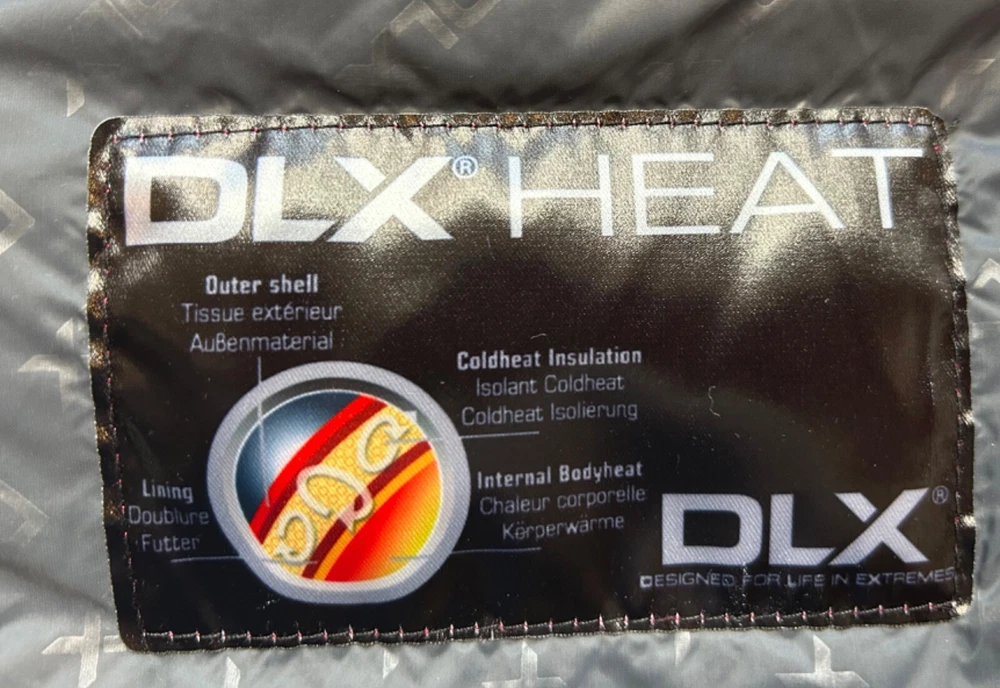 DLX® HEAT
Outer shell
Tissue extérieur
Außenmaterial
Coldheat Insulation
Isolant Coldheat
Coldheat Isolierung
Lining
Doublure
Futter
Internal Bodyheat
Chaleur corporelle
Körperwärme
DLX®
DESIGNED FOR LIFE IN EXTREMES